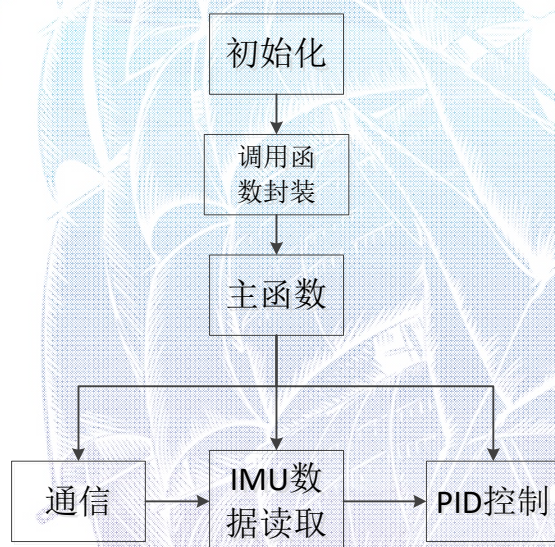 初始化
调用函
数封装
主函数
通信
IMU数
据读取
PID控制